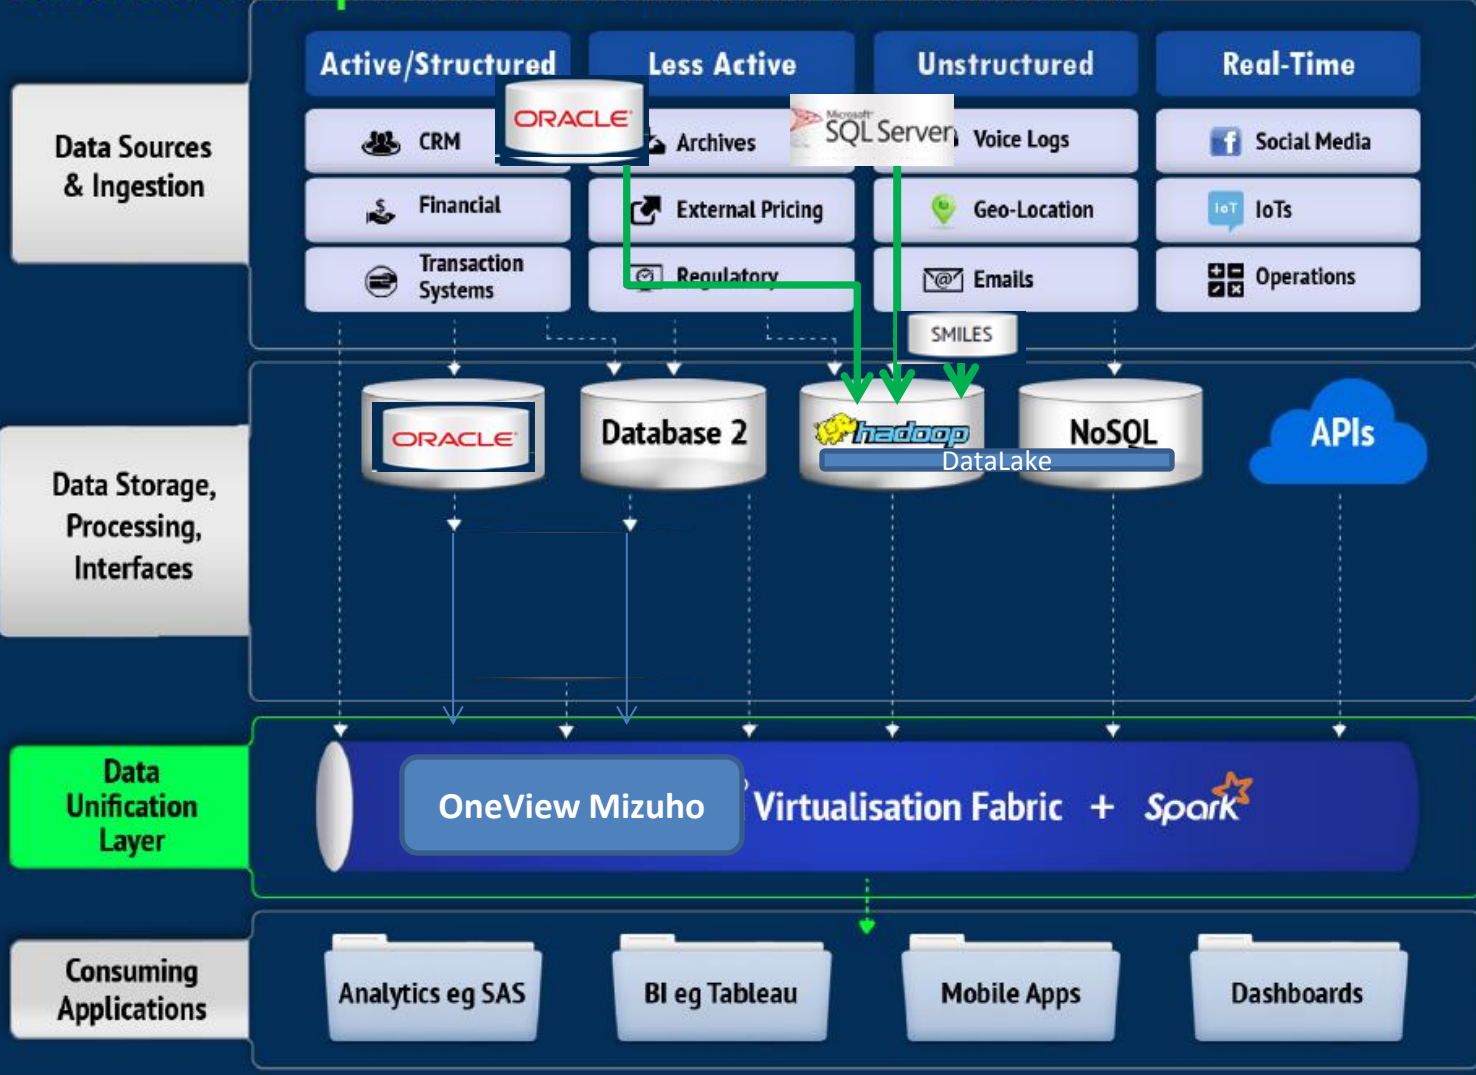 Active/Structured
Less Active
Unstructured
Real-Time
Data Sources
& Ingestion
CRM
ORACLE
Archives
Microsoft
SQL Server
Voice Logs
Social Media
Financial
External Pricing
Geo-Location
IoT
IoTs
Transaction
Systems
Regulatory
Emails
Operations
SMILES
Data Storage,
Processing,
Interfaces
ORACLE
Database 2
hadoop
NoSQL
APIs
DataLake
Data
Unification
Layer
OneView Mizuho
Virtualisation Fabric + Spark
Consuming
Applications
Analytics eg SAS
BI eg Tableau
Mobile Apps
Dashboards